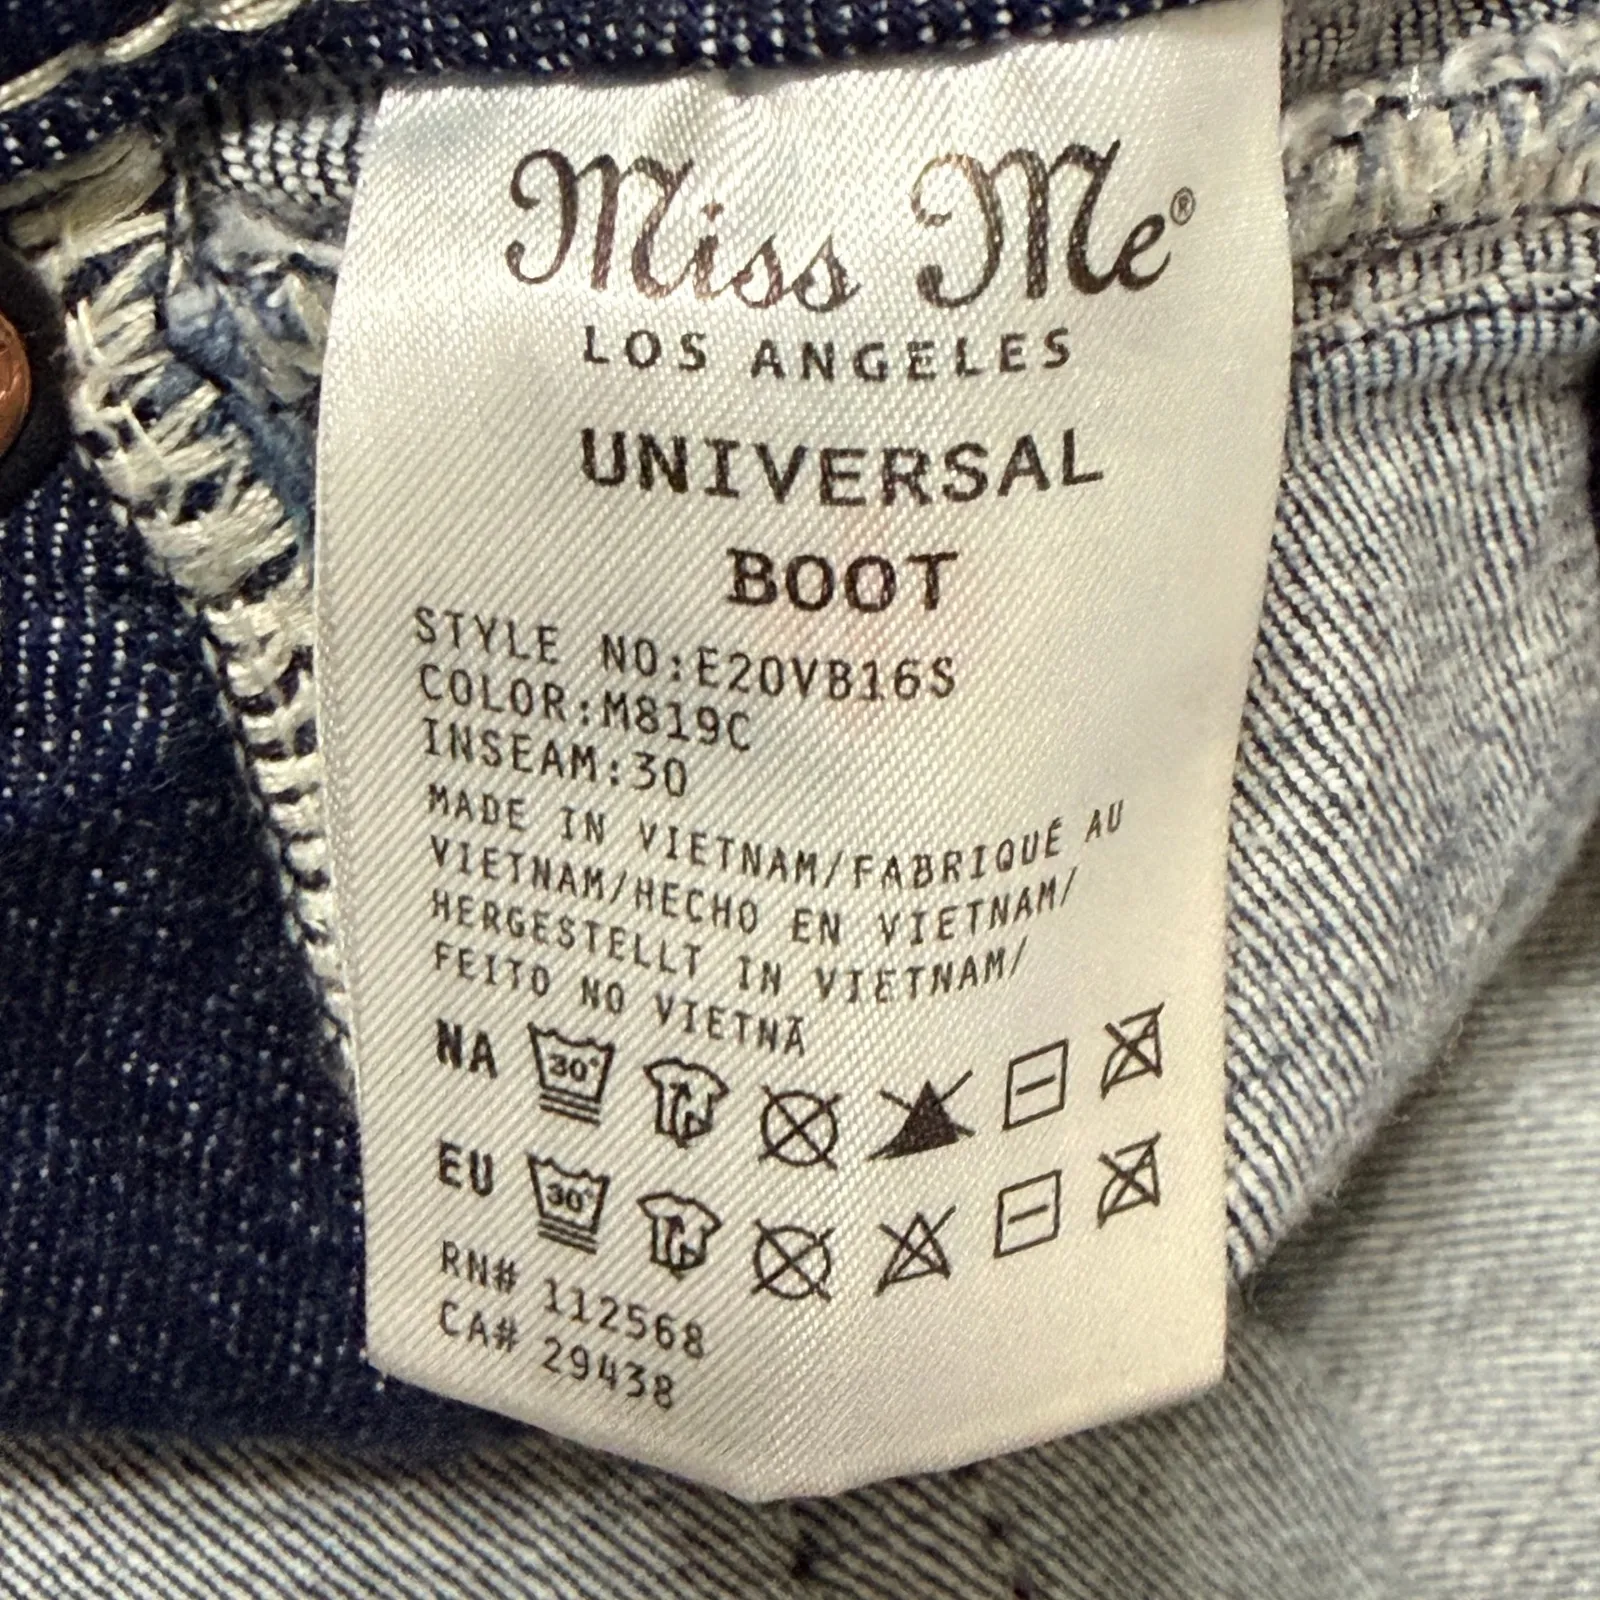 Miss Me®
LOS ANGELES
UNIVERSAL
BOOT
STYLE NO:E20VB16S
COLOR:M819C
INSEAM:30
MADE IN VIETNAM/FABRIQUÉ AU
VIETNAM/HECHO EN VIETNAM/
HERGESTELLT IN VIETNAM/
FEITO NO VIETNÃ
NA 30°
EU 30°
RN# 112568
CA# 29438